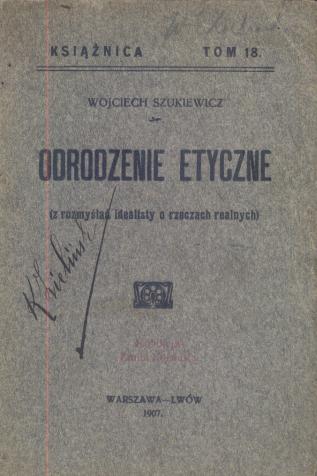 KSIĄŻNICA TOM 18.
WOJCIECH SZUKIEWICZ
ODRODZENIE ETYCZNE
(z rozmyślań idealisty o rzeczach realnych)
WARSZAWA—LWÓW
1907.